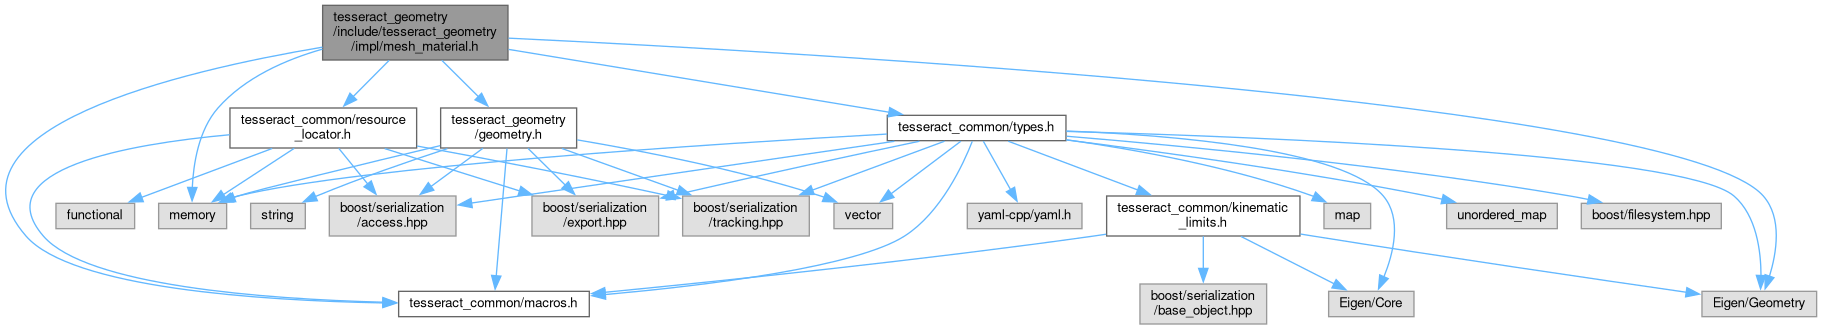 tesseract_geometry
/include/tesseract_geometry
/impl/mesh_material.h
tesseract_common/resource
_locator.h
tesseract_geometry
/geometry.h
tesseract_common/types.h
functional
memory
string
boost/serialization
/access.hpp
boost/serialization
/export.hpp
boost/serialization
/tracking.hpp
vector
yaml-cpp/yaml.h
tesseract_common/kinematic
_limits.h
map
unordered_map
boost/filesystem.hpp
tesseract_common/macros.h
boost/serialization
/base_object.hpp
Eigen/Core
Eigen/Geometry